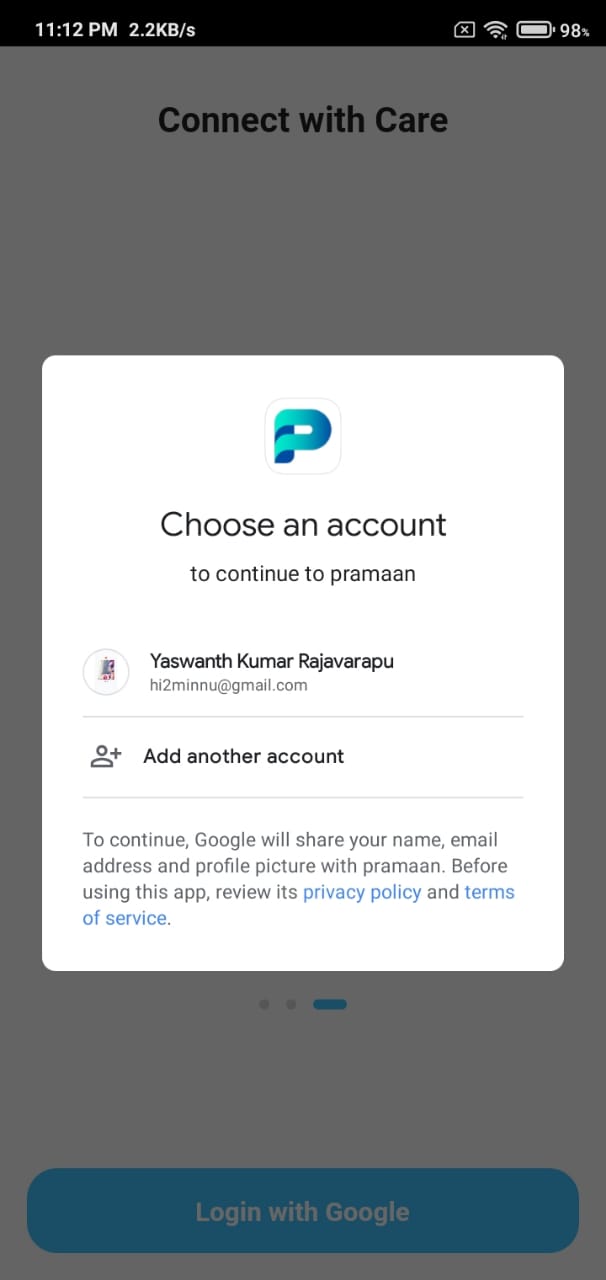 11:12 PM 2.2KB/s 98%
Connect with Care
Choose an account
to continue to pramaan
Yaswanth Kumar Rajavarapu
hi2minnu@gmail.com
Add another account
To continue, Google will share your name, email
address and profile picture with pramaan. Before
using this app, review its privacy policy and terms
of service.
Login with Google